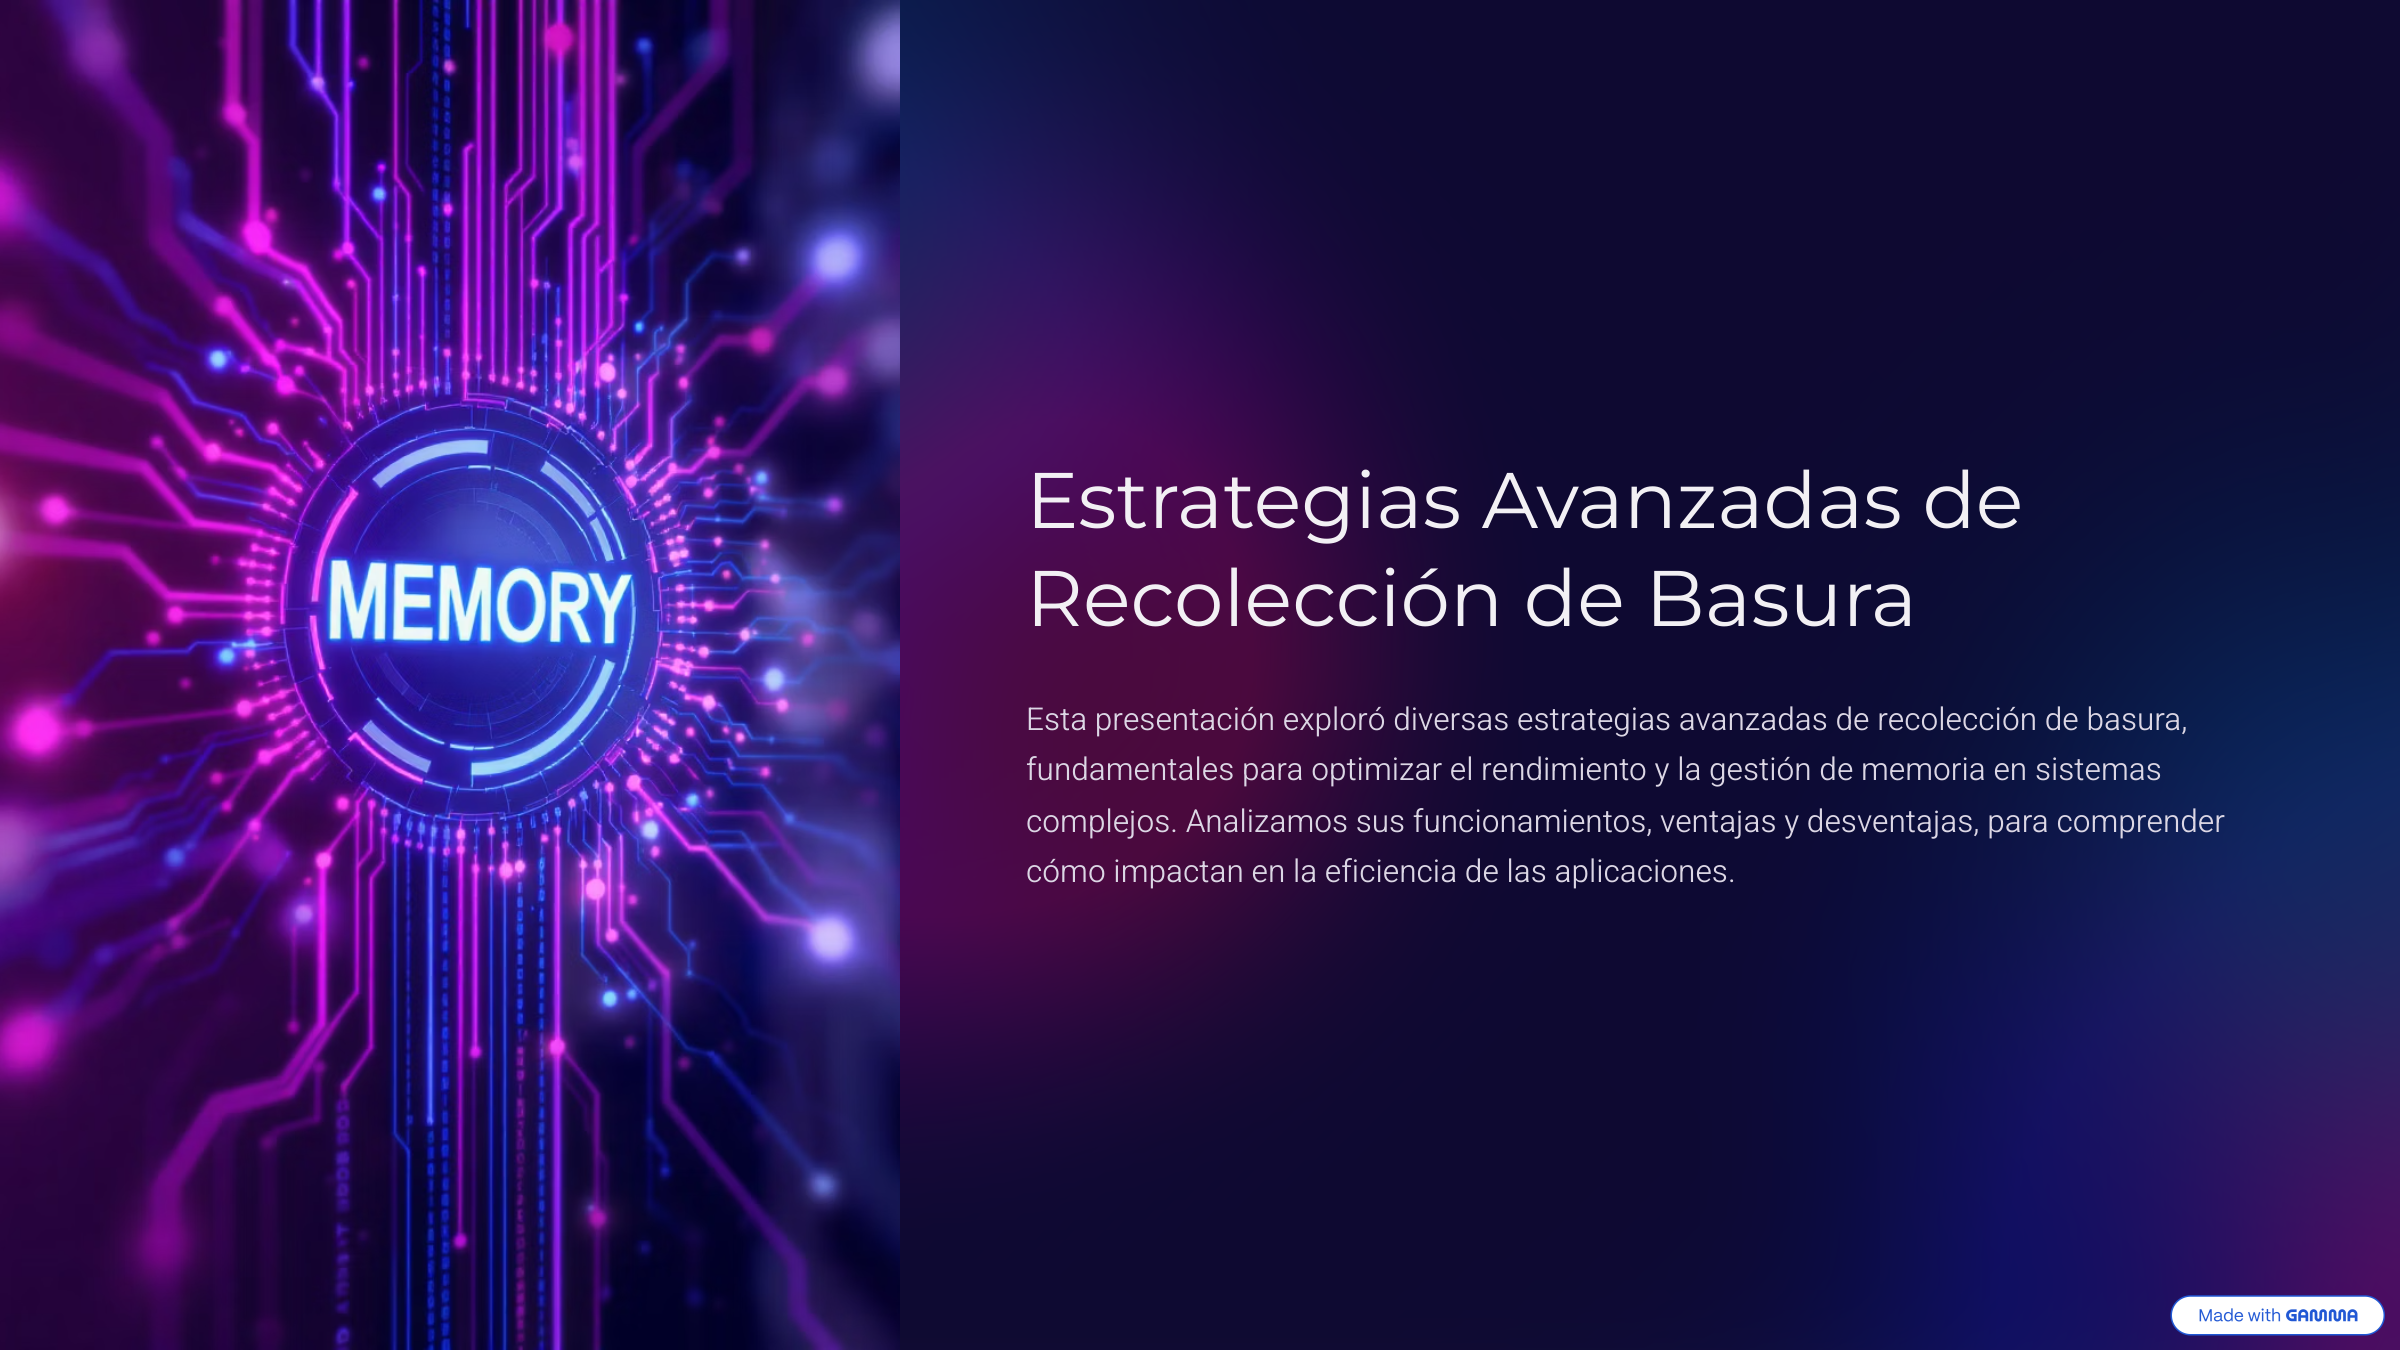 MEMORY
Estrategias Avanzadas de
Recolección de Basura
Esta presentación exploró diversas estrategias avanzadas de recolección de basura,
fundamentales para optimizar el rendimiento y la gestión de memoria en sistemas
complejos. Analizamos sus funcionamientos, ventajas y desventajas, para comprender
cómo impactan en la eficiencia de las aplicaciones.
Made with GAMMA